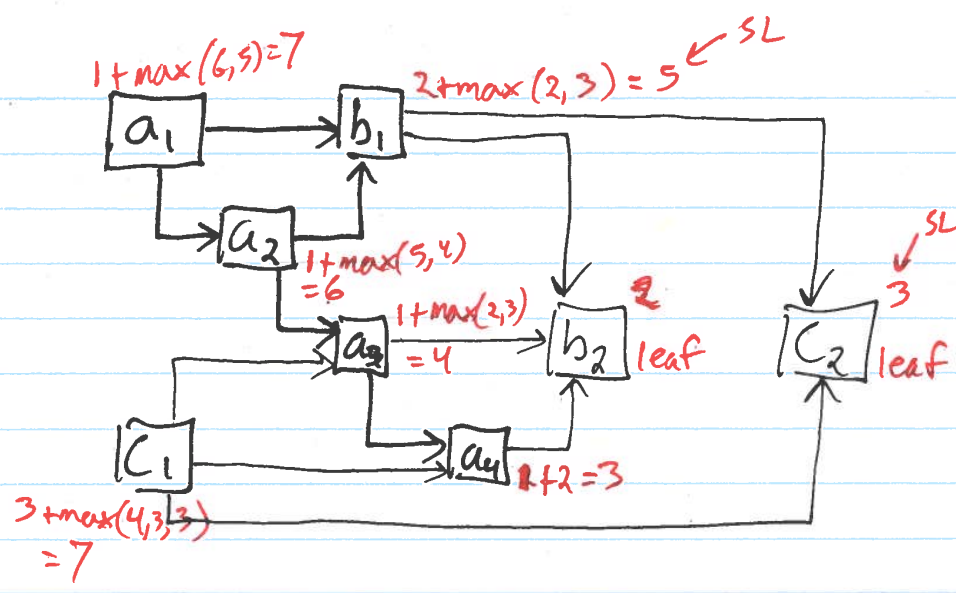 SL
1+max(6,5)=7
2+max(2,3) = 5
a1
b1
a2
1+max(5,4)
=6
SL
3
2
1+max(2,3)
=4
a3
b2
leaf
C2
leaf
C1
a4
1+2=3
3+max(4,3,3)
=7